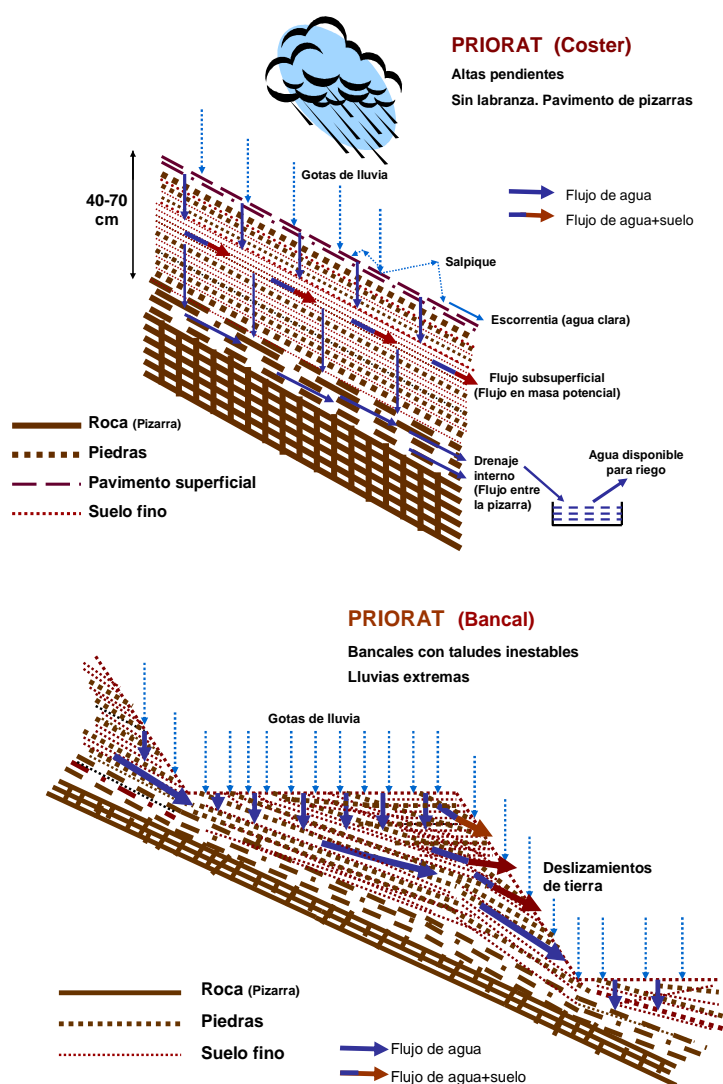 PRIORAT (Coster)
Altas pendientes
Sin labranza. Pavimento de pizarras
Gotas de lluvia
40-70
cm
Flujo de agua
Flujo de agua+suelo
Salpique
Escorrentia (agua clara)
Flujo subsuperficial
(Flujo en masa potencial)
Roca (Pizarra)
Piedras
Pavimento superficial
Suelo fino
Drenaje
interno
(Flujo entre
la pizarra)
Agua disponible
para riego
PRIORAT (Bancal)
Bancales con taludes inestables
Lluvias extremas
Gotas de lluvia
Deslizamientos
de tierra
Roca (Pizarra)
Piedras
Suelo fino
Flujo de agua
Flujo de agua+suelo